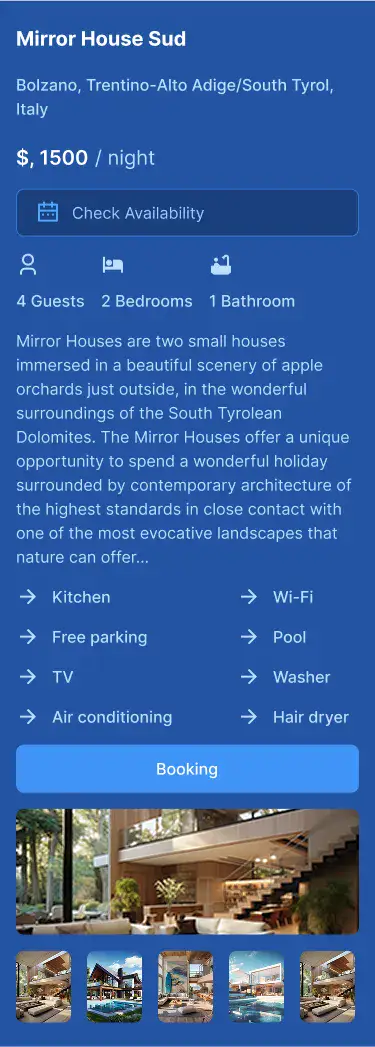 Mirror House Sud
Bolzano, Trentino-Alto Adige/South Tyrol,
Italy
$, 1500 / night
Check Availability
4 Guests 2 Bedrooms 1 Bathroom
Mirror Houses are two small houses
immersed in a beautiful scenery of apple
orchards just outside, in the wonderful
surroundings of the South Tyrolean
Dolomites. The Mirror Houses offer a unique
opportunity to spend a wonderful holiday
surrounded by contemporary architecture of
the highest standards in close contact with
one of the most evocative landscapes that
nature can offer...
Kitchen Wi-Fi
Free parking Pool
TV Washer
Air conditioning Hair dryer
Booking